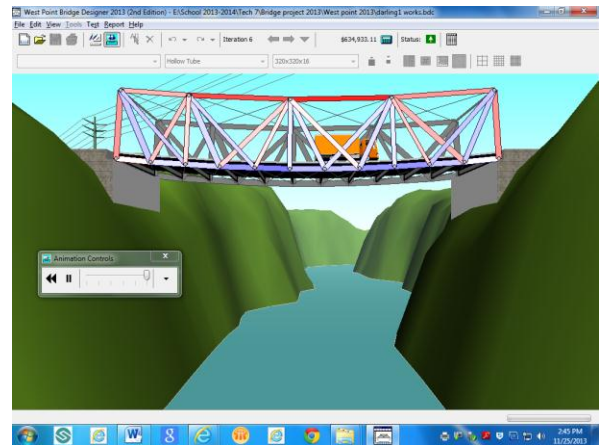 West Point Bridge Designer 2013 (2nd Edition) - E:\School 2013-2014\Tech 7\Bridge project 2013\West point 2013\darling1 works.bdc
File Edit View Tools Test Report Help
Iteration 6 $634,933.11 Status:
Hollow Tube 320x320x16
Animation Controls
2:45 PM
11/25/2013